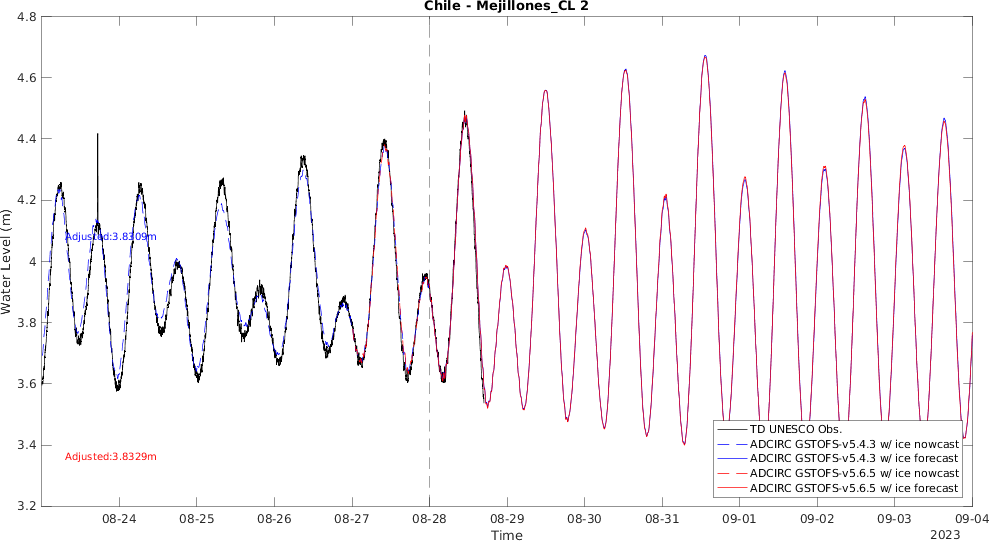 Chile - Mejillones_CL 2
4.8
4.6
4.4
4.2
4
3.8
3.6
3.4
3.2
Water Level (m)
Adjusted:3.8309m
Adjusted:3.8329m
TD UNESCO Obs.
ADCIRC GSTOFS-v5.4.3 w/ ice nowcast
ADCIRC GSTOFS-v5.4.3 w/ ice forecast
ADCIRC GSTOFS-v5.6.5 w/ ice nowcast
ADCIRC GSTOFS-v5.6.5 w/ ice forecast
08-24 08-25 08-26 08-27 08-28 08-29 08-30 08-31 09-01 09-02 09-03 09-04
Time
2023